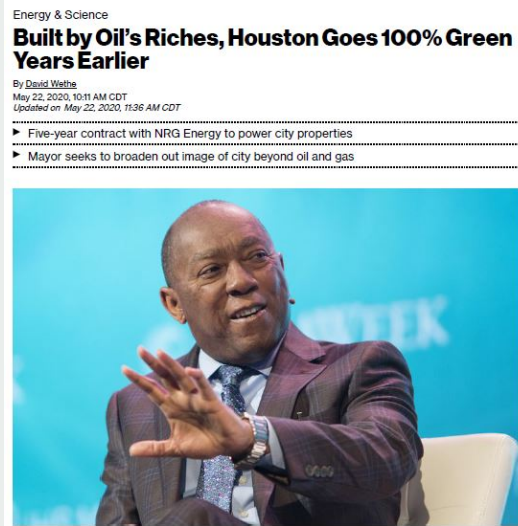 Energy & Science
Built by Oil's Riches, Houston Goes 100% Green
Years Earlier
By David Wethe
May 22, 2020, 10:11 AM CDT
Updated on May 22, 2020, 11:36 AM CDT
Five-year contract with NRG Energy to power city properties
Mayor seeks to broaden out image of city beyond oil and gas